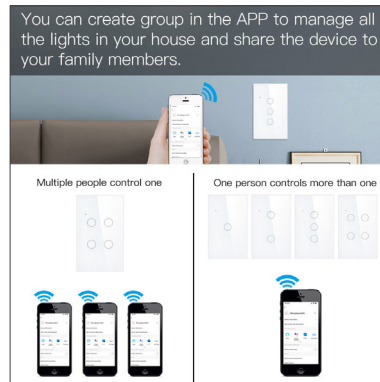 You can create group in the APP to manage all
the lights in your house and share the device to
your family members.
Multiple people control one
One person controls more than one